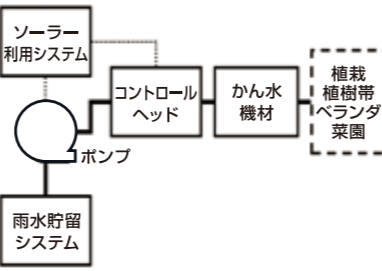 ソーラー
利用システム
コントロール
ヘッド
かん水
機材
植栽
植樹帯
ベランダ
菜園
ポンプ
雨水貯留
システム